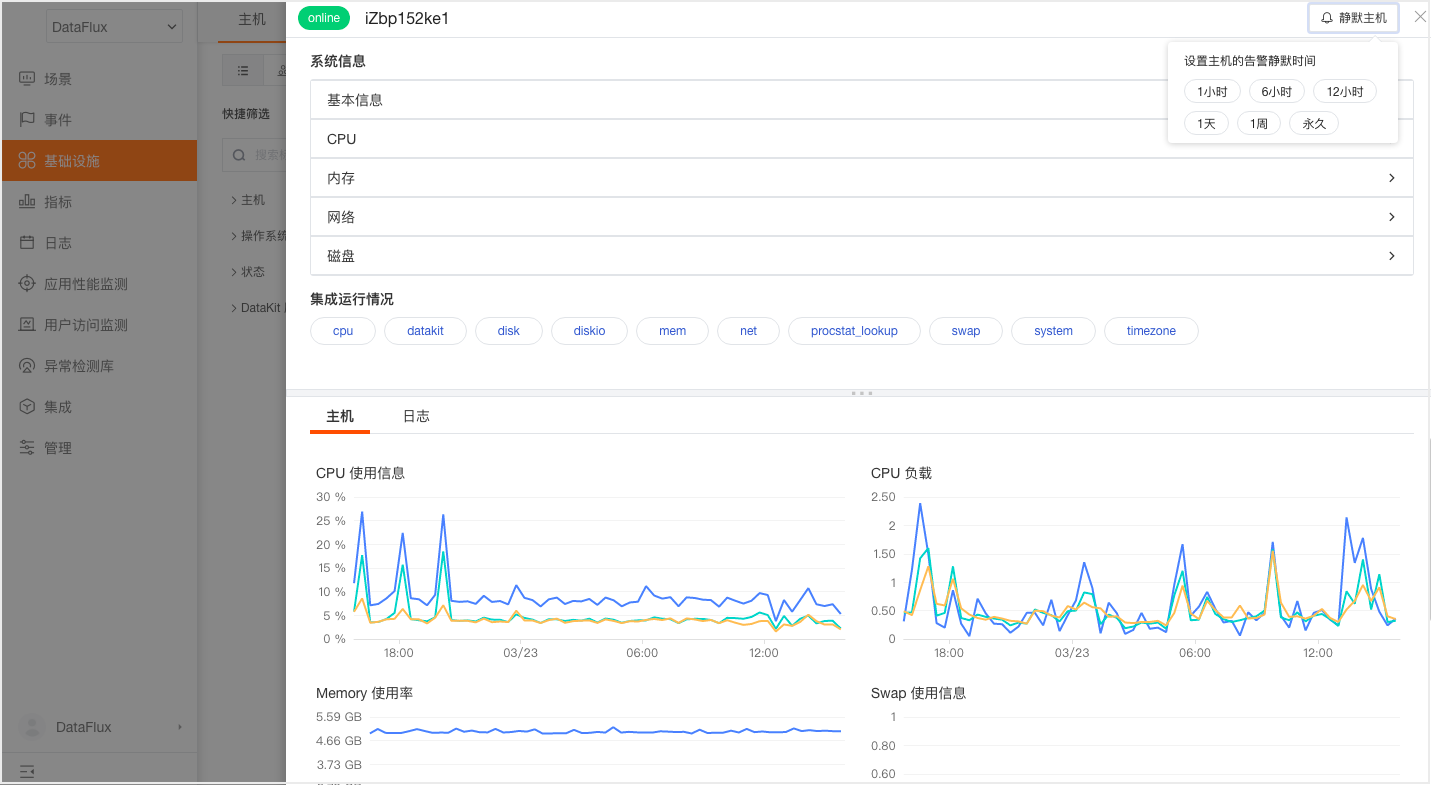 DataFlux
场景
事件
基础设施
指标
日志
应用性能监测
用户访问监测
异常检测库
集成
管理
DataFlux
主机
快捷筛选
搜索
主机
操作系统
状态
DataKit
online
iZbp152ke1
静默主机
设置主机的告警静默时间
1小时
6小时
12小时
1天
1周
永久
系统信息
基本信息
CPU
内存
网络
磁盘
集成运行情况
cpu
datakit
disk
diskio
mem
net
procstat_lookup
swap
system
timezone
主机
日志
CPU 使用信息
30 %
25 %
20 %
15 %
10 %
5 %
0 %
18:00
03/23
06:00
12:00
CPU 负载
2.50
2
1.50
1
0.50
0
18:00
03/23
06:00
12:00
Memory 使用率
5.59 GB
4.66 GB
3.73 GB
Swap 使用信息
1
0.80
0.60